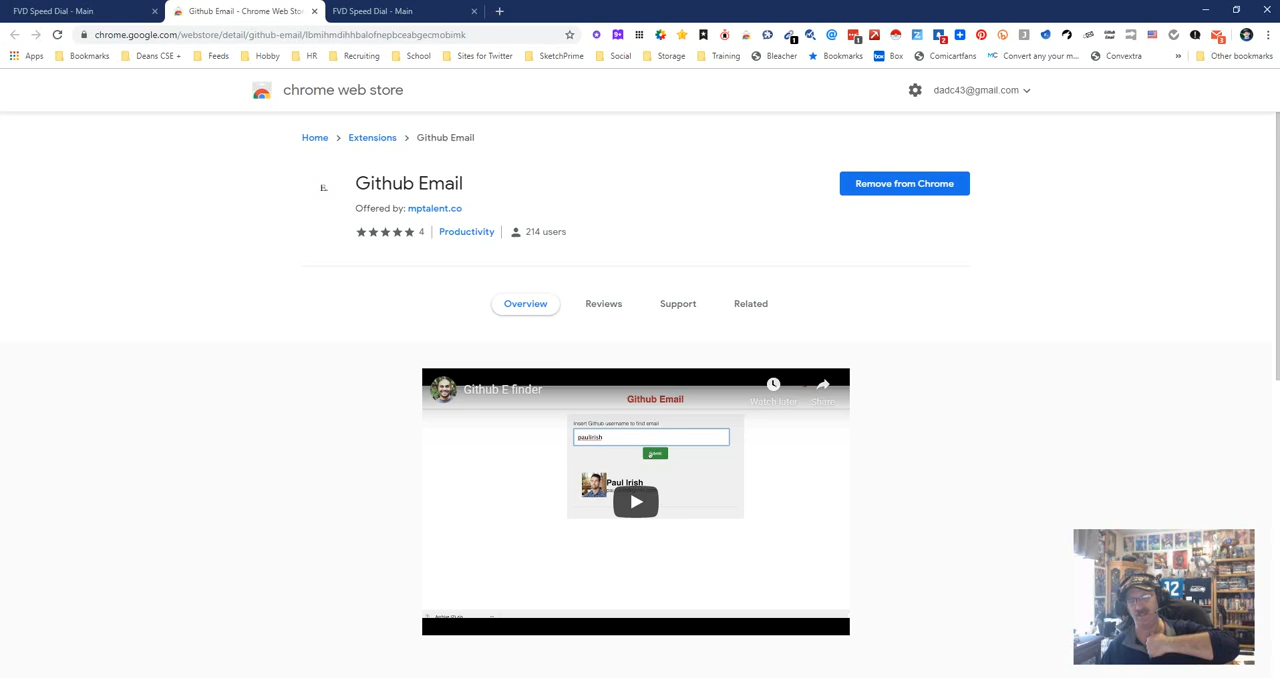 FVD Speed Dial - Main
Github Email - Chrome Web Sto
FVD Speed Dial - Main
chrome.google.com/webstore/detail/github-email/lbmihmdihhbalofnepbceabgecmobimk
Apps Bookmarks Deans CSE + Feeds Hobby HR Recruiting School Sites for Twitter SketchPrime Social Storage Training Bleacher Bookmarks Box Comicartfans Convert any your m... Convextra » Other bookmarks
chrome web store
dadc43@gmail.com
Home > Extensions > Github Email
E.
Github Email
Remove from Chrome
Offered by: mptalent.co
4 Productivity 214 users
Overview Reviews Support Related
Github E finder
Watch later
Share
Github Email
Insert Github username to find email
paulirish
Submit
Paul Irish
12